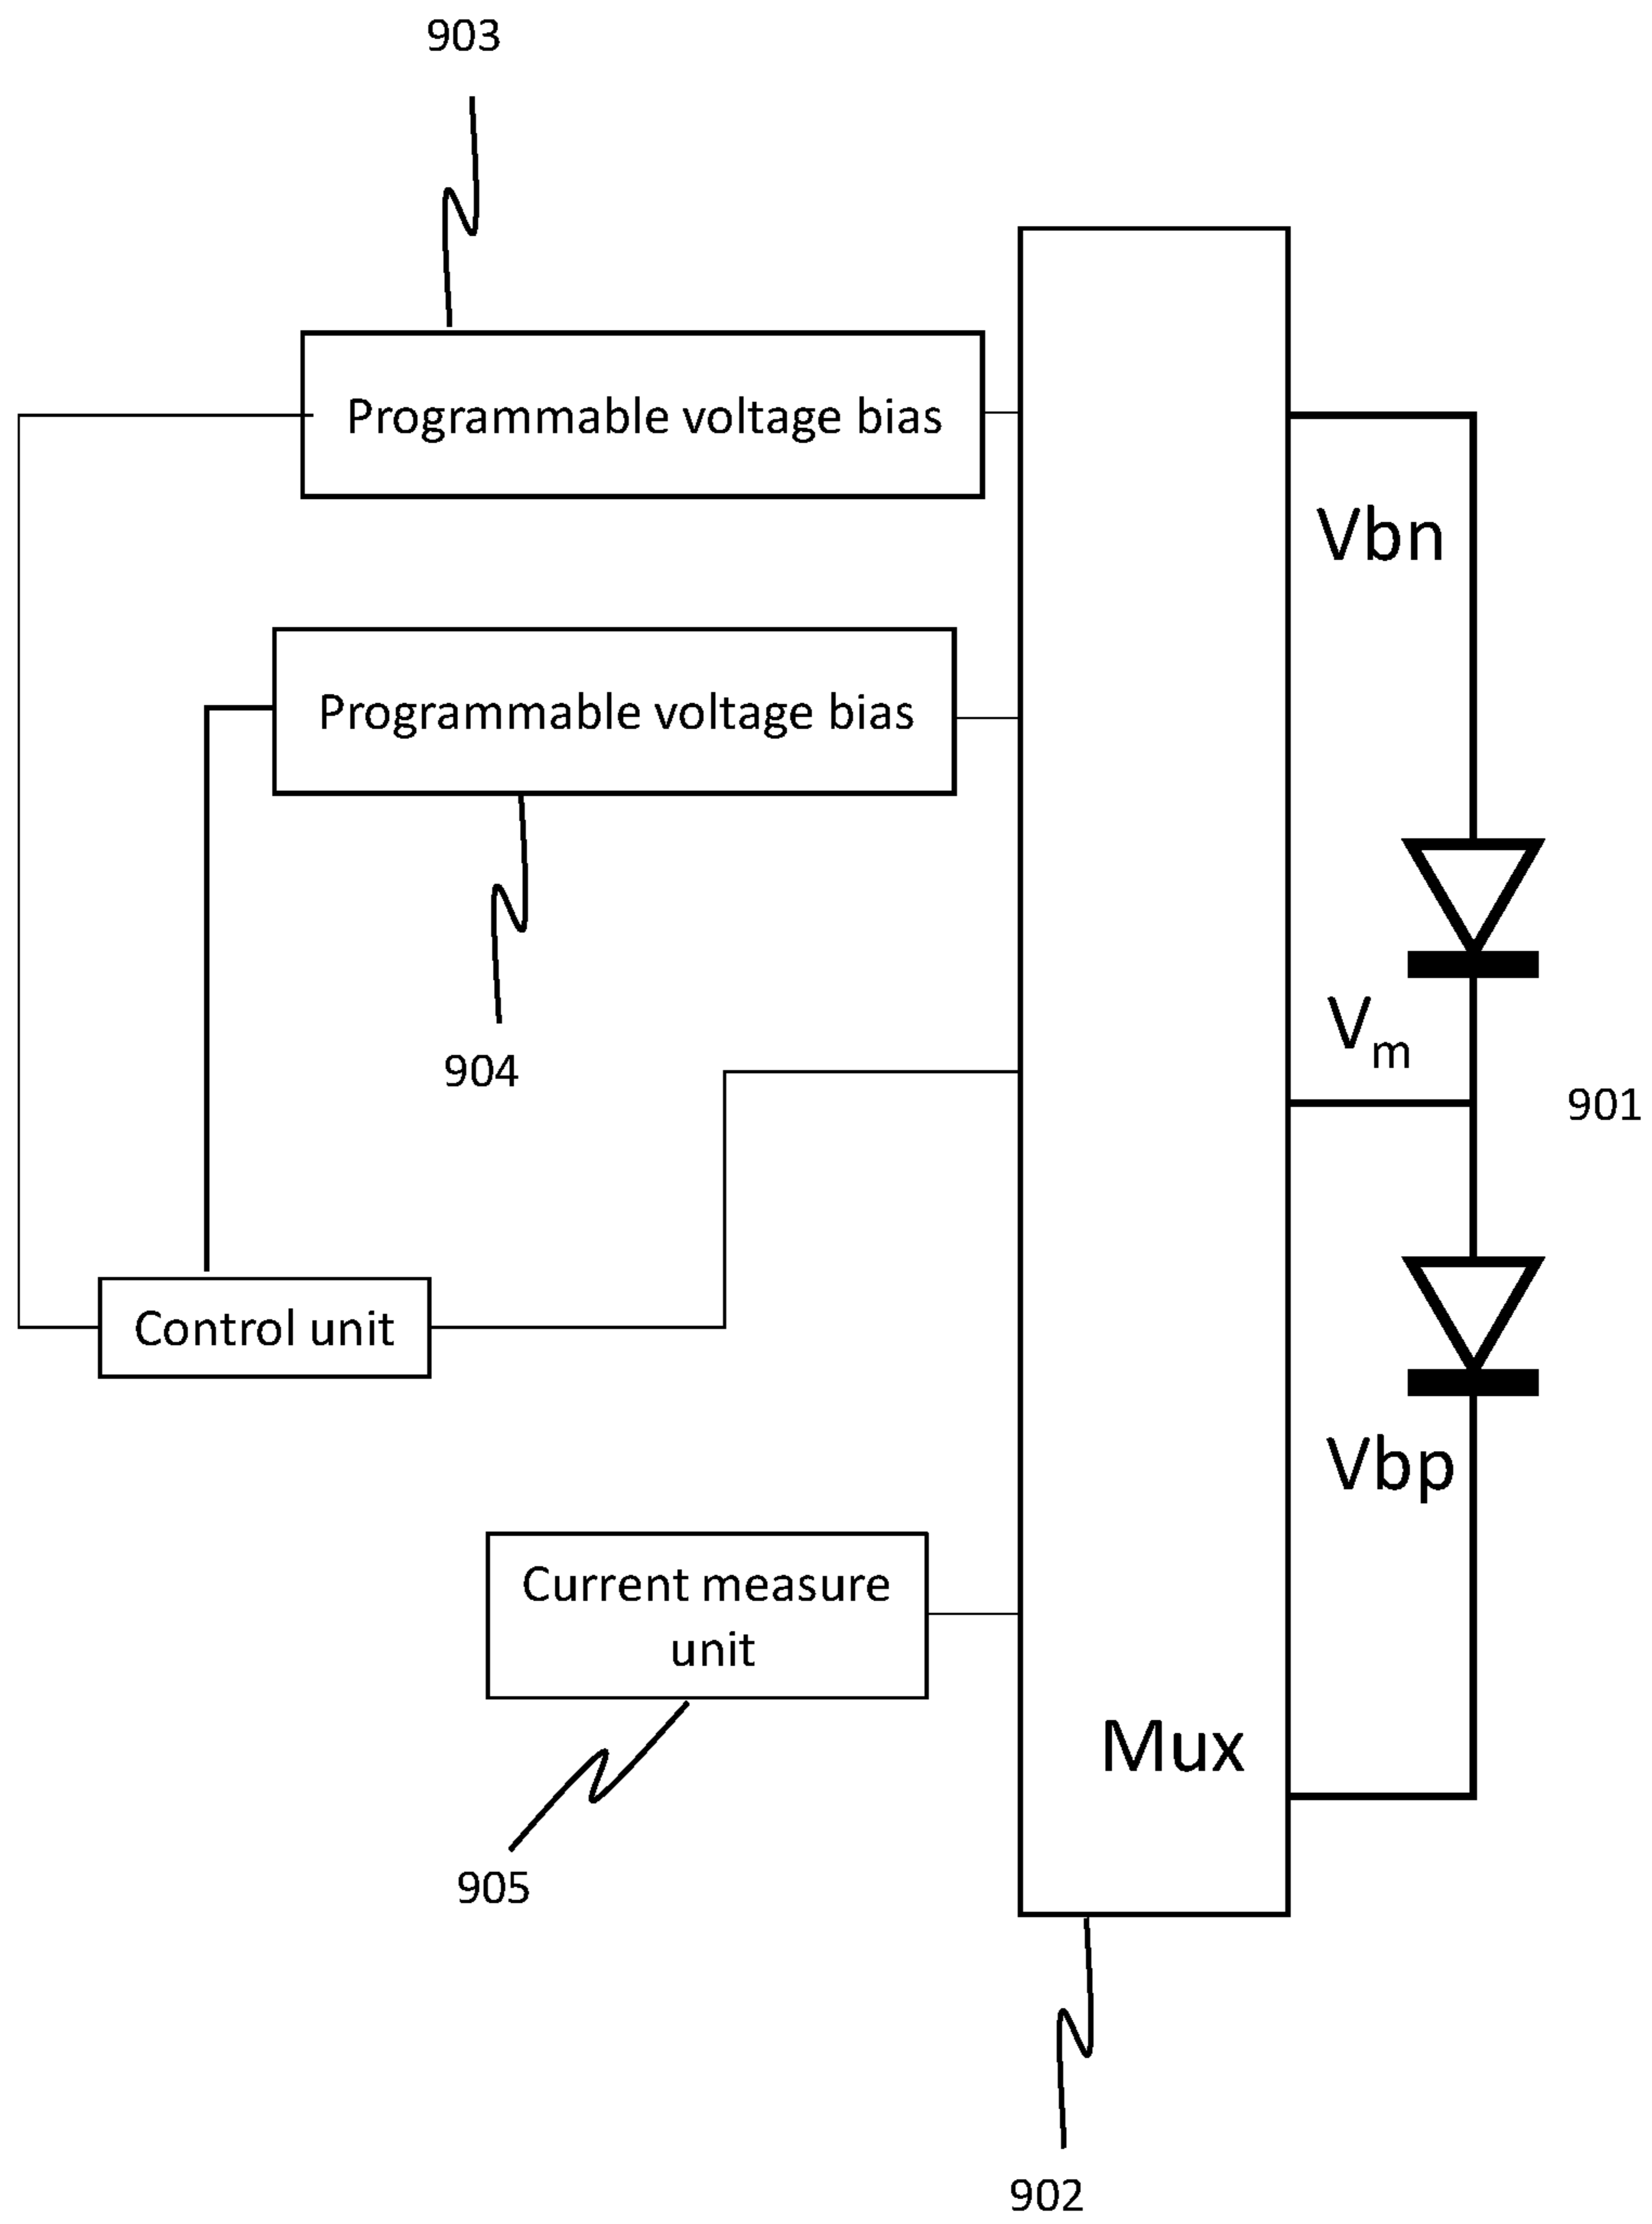 903
Programmable voltage bias
Vbn
Programmable voltage bias
904
Vm
901
Control unit
Vbp
Current measure
unit
Mux
905
902